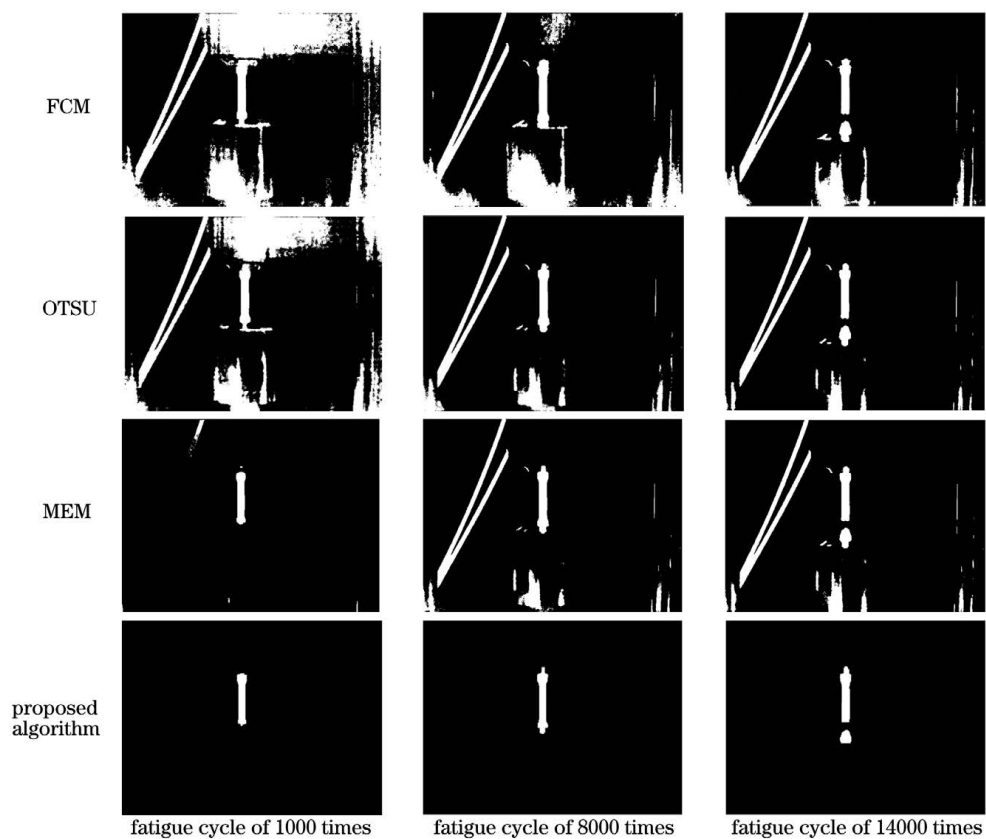 FCM
OTSU
MEM
proposed
algorithm
fatigue cycle of 1000 times
fatigue cycle of 8000 times
fatigue cycle of 14000 times